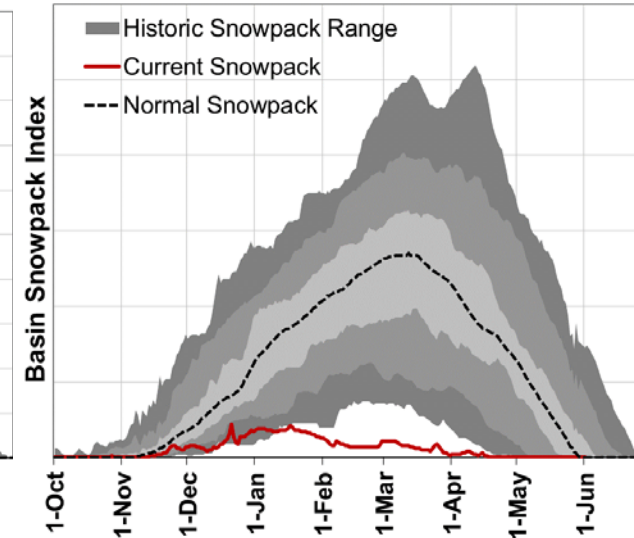 Historic Snowpack Range
Current Snowpack
Normal Snowpack
Basin Snowpack Index
1-Oct
1-Nov
1-Dec
1-Jan
1-Feb
1-Mar
1-Apr
1-May
1-Jun